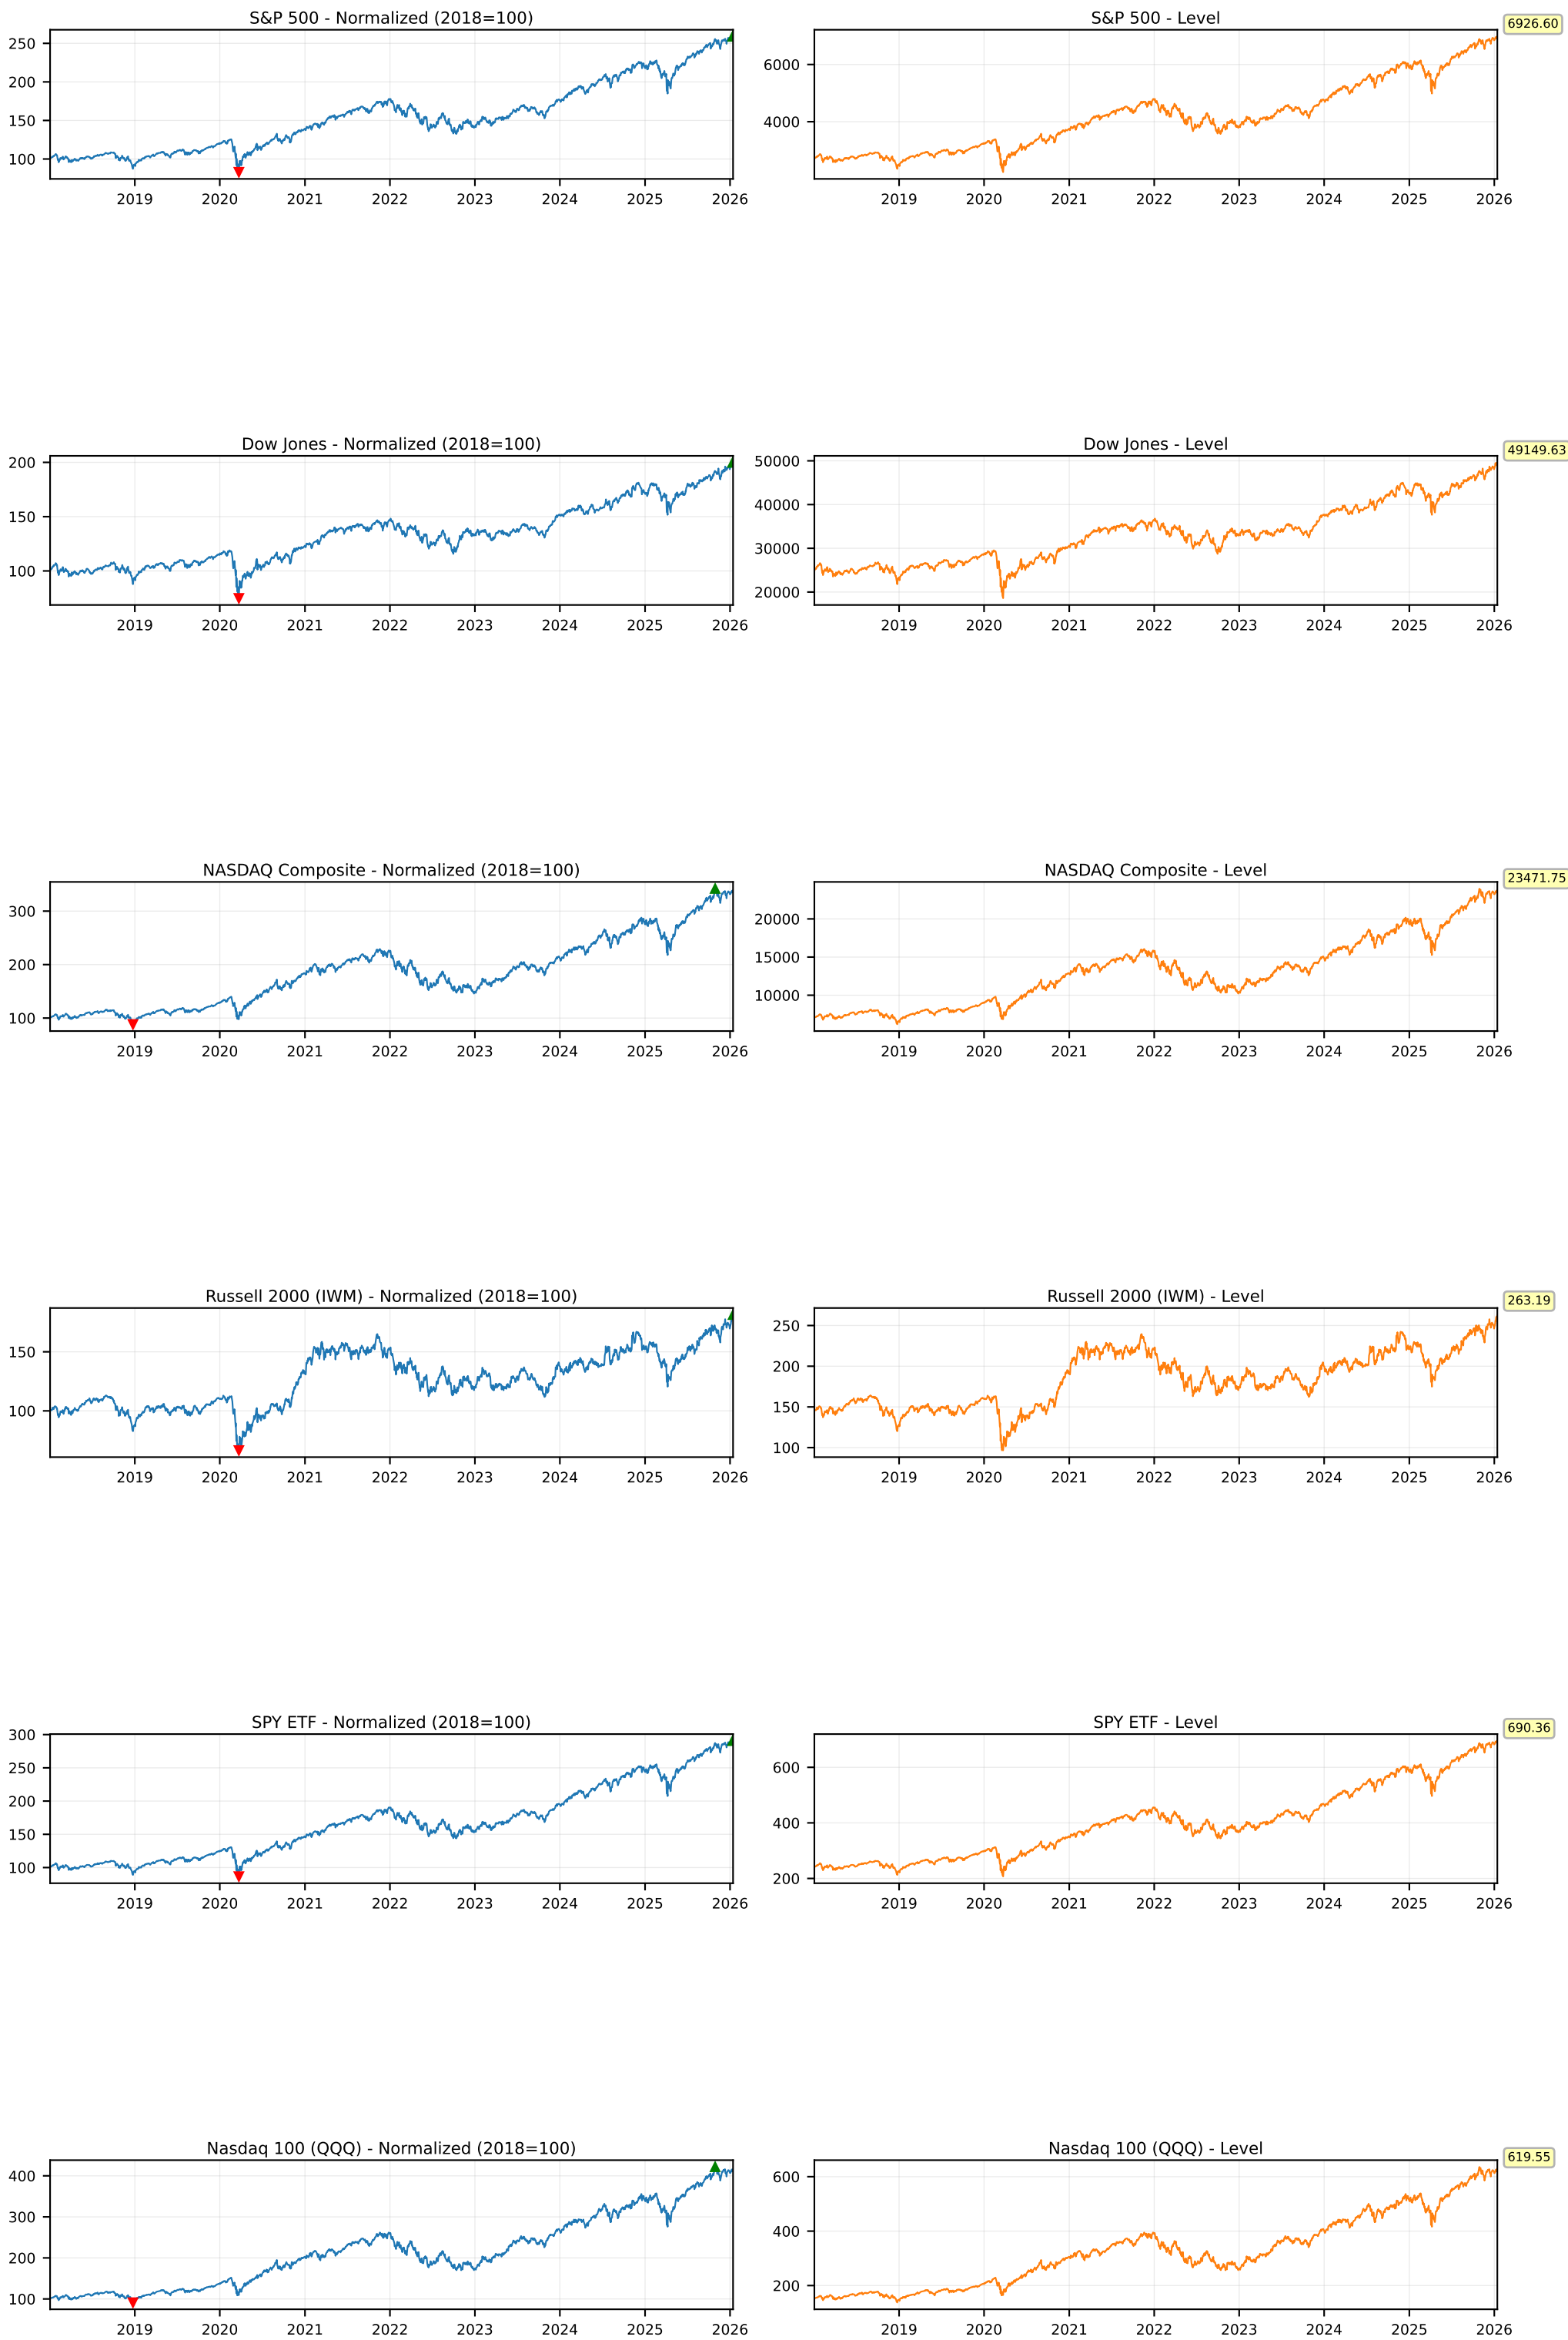 S&P 500 - Normalized (2018=100)
250
200
150
100
2019 2020 2021 2022 2023 2024 2025 2026
S&P 500 - Level
6926.60
6000
4000
2019 2020 2021 2022 2023 2024 2025 2026
Dow Jones - Normalized (2018=100)
200
150
100
2019 2020 2021 2022 2023 2024 2025 2026
Dow Jones - Level
49149.63
50000
40000
30000
20000
2019 2020 2021 2022 2023 2024 2025 2026
NASDAQ Composite - Normalized (2018=100)
300
200
100
2019 2020 2021 2022 2023 2024 2025 2026
NASDAQ Composite - Level
23471.75
20000
15000
10000
2019 2020 2021 2022 2023 2024 2025 2026
Russell 2000 (IWM) - Normalized (2018=100)
150
100
2019 2020 2021 2022 2023 2024 2025 2026
Russell 2000 (IWM) - Level
263.19
250
200
150
100
2019 2020 2021 2022 2023 2024 2025 2026
SPY ETF - Normalized (2018=100)
300
250
200
150
100
2019 2020 2021 2022 2023 2024 2025 2026
SPY ETF - Level
690.36
600
400
200
2019 2020 2021 2022 2023 2024 2025 2026
Nasdaq 100 (QQQ) - Normalized (2018=100)
400
300
200
100
2019 2020 2021 2022 2023 2024 2025 2026
Nasdaq 100 (QQQ) - Level
619.55
600
400
200
2019 2020 2021 2022 2023 2024 2025 2026